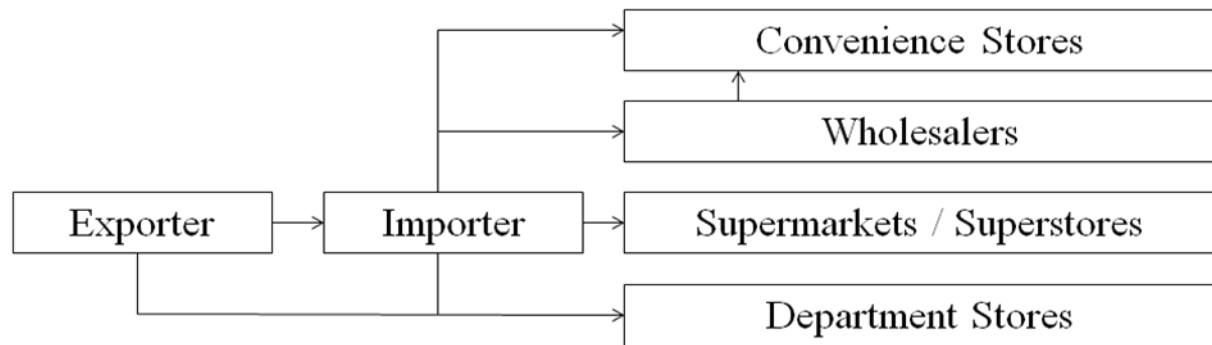 Convenience Stores
Wholesalers
Exporter
Importer
Supermarkets / Superstores
Department Stores